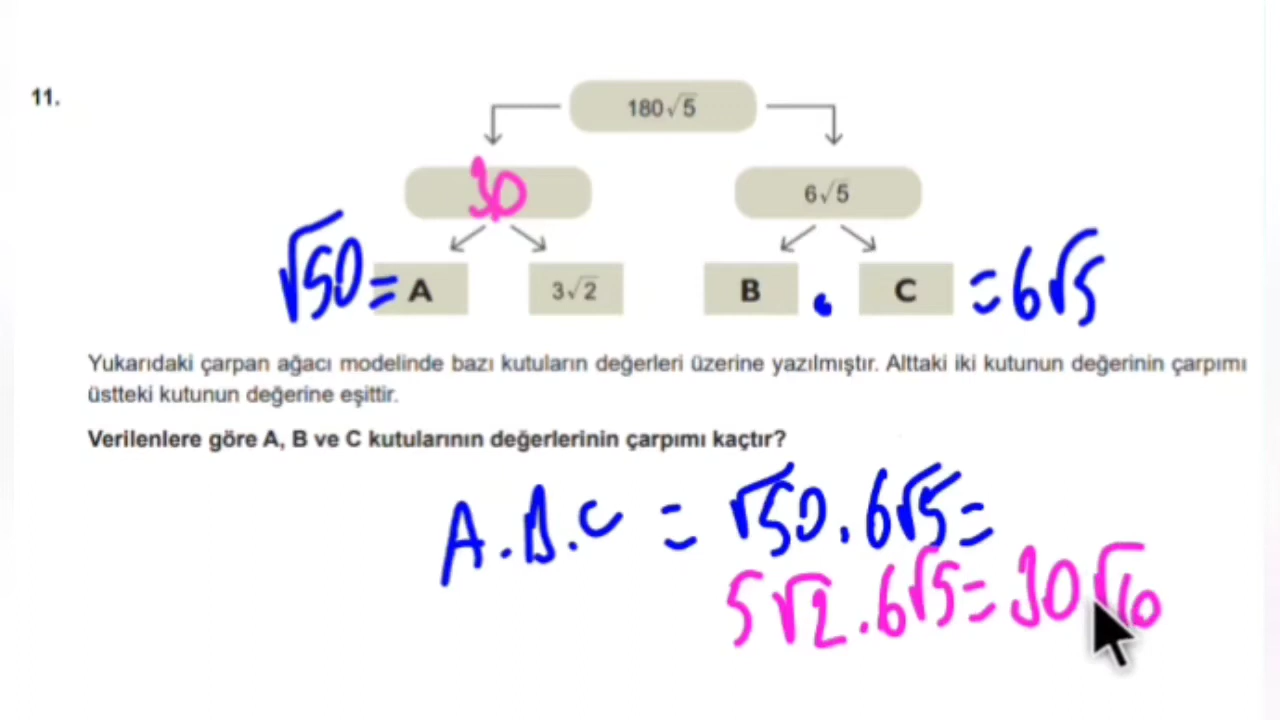 11.
180√5
30
6√5
√50 = A
3√2
B . C = 6√5
Yukarıdaki çarpan ağacı modelinde bazı kutuların değerleri üzerine yazılmıştır. Alttaki iki kutunun değerinin çarpımı
üstteki kutunun değerine eşittir.
Verilenlere göre A, B ve C kutularının değerlerinin çarpımı kaçtır?
A.B.C = √50 . 6√5 =
5√2 . 6√5 = 30√10